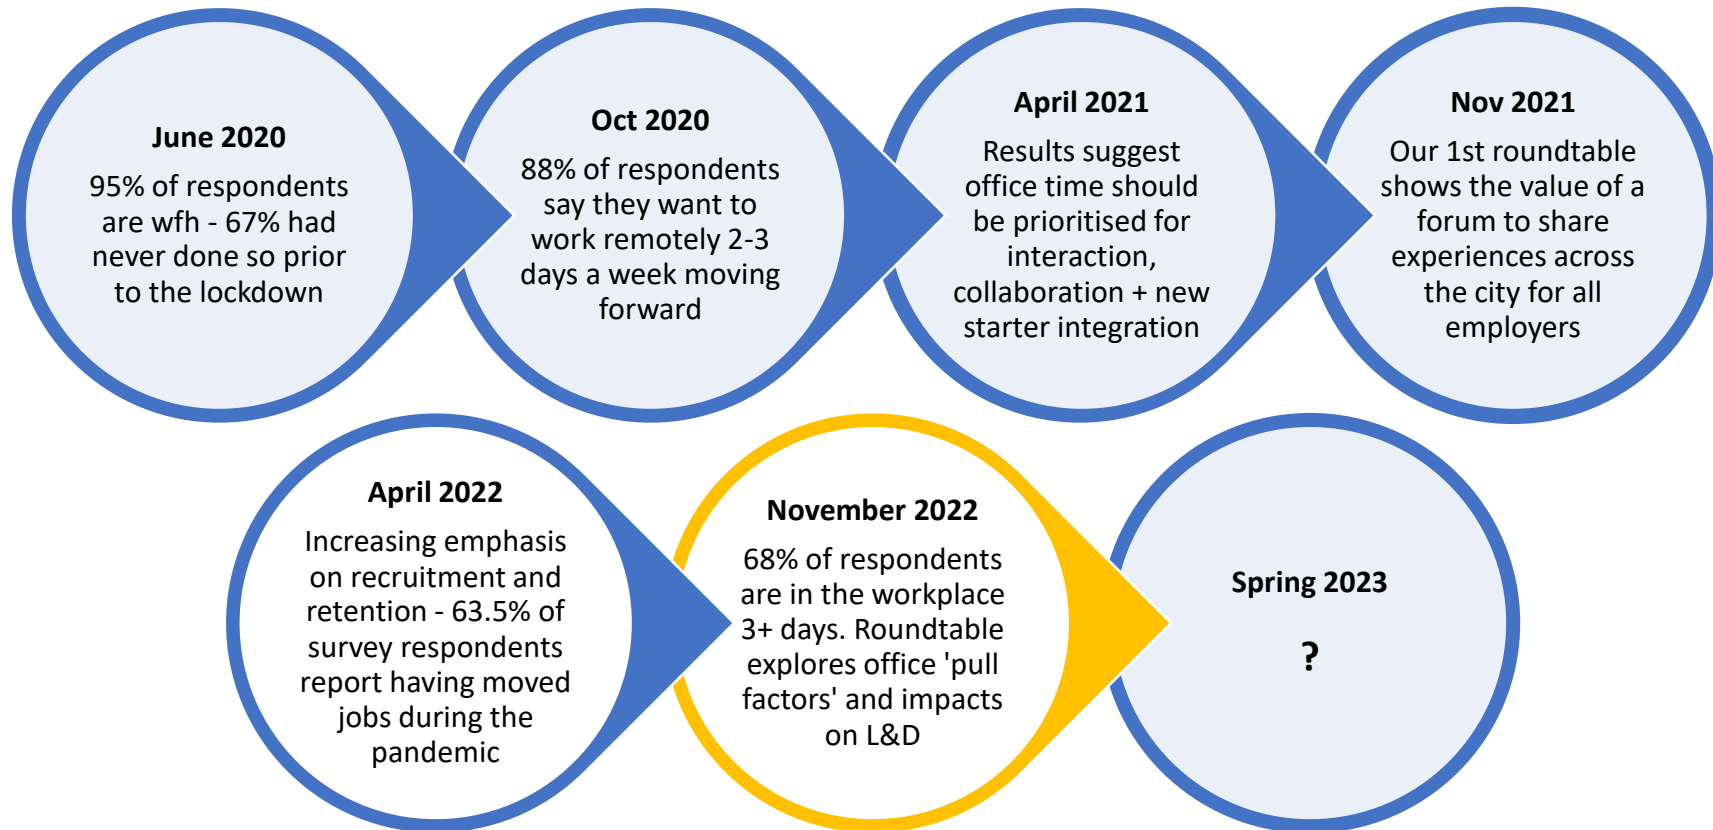 June 2020
95% of respondents
are wfh - 67% had
never done so prior
to the lockdown
Oct 2020
88% of respondents
say they want to
work remotely 2-3
days a week moving
forward
April 2021
Results suggest
office time should
be prioritised for
interaction,
collaboration + new
starter integration
Nov 2021
Our 1st roundtable
shows the value of a
forum to share
experiences across
the city for all
employers
April 2022
Increasing emphasis
on recruitment and
retention - 63.5% of
survey respondents
report having moved
jobs during the
pandemic
November 2022
68% of respondents
are in the workplace
3+ days. Roundtable
explores office 'pull
factors' and impacts
on L&D
Spring 2023
?